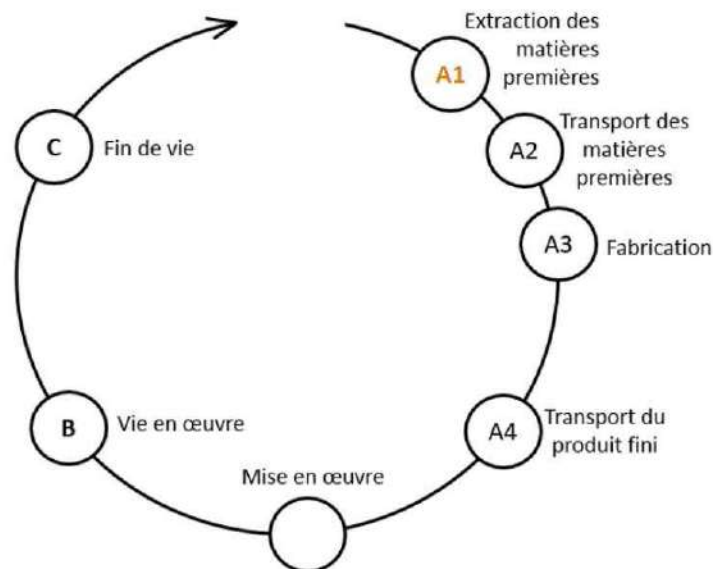 A1
Extraction des
matières
premières
A2
Transport des
matières
premières
A3
Fabrication
A4
Transport du
produit fini
Mise en œuvre
B
Vie en œuvre
C
Fin de vie